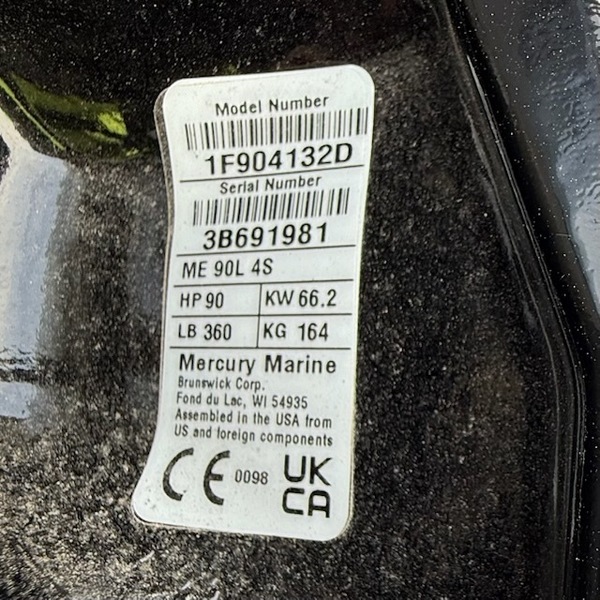 Model Number
1F904132D
Serial Number
3B691981
ME 90L 4S
HP 90 KW 66.2
LB 360 KG 164
Mercury Marine
Brunswick Corp.
Fond du Lac, WI 54935
Assembled in the USA from
US and foreign components
CE 0098 UK
CA